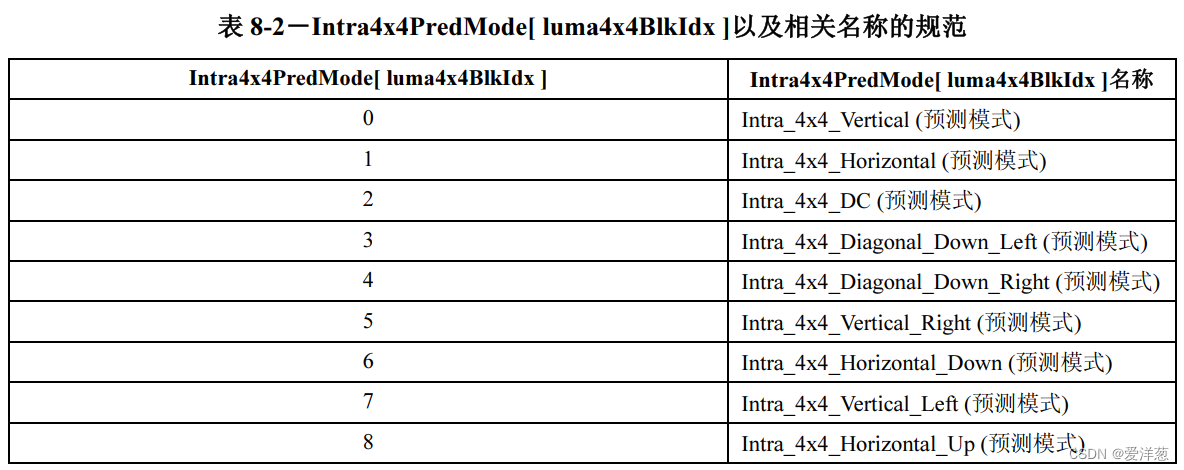 表 8-2－Intra4x4PredMode[ luma4x4BlkIdx ]以及相关名称的规范
Intra4x4PredMode[ luma4x4BlkIdx ] Intra4x4PredMode[ luma4x4BlkIdx ]名称
0 Intra_4x4_Vertical (预测模式)
1 Intra_4x4_Horizontal (预测模式)
2 Intra_4x4_DC (预测模式)
3 Intra_4x4_Diagonal_Down_Left (预测模式)
4 Intra_4x4_Diagonal_Down_Right (预测模式)
5 Intra_4x4_Vertical_Right (预测模式)
6 Intra_4x4_Horizontal_Down (预测模式)
7 Intra_4x4_Vertical_Left (预测模式)
8 Intra_4x4_Horizontal_Up (预测模式)
CSDN @爱洋葱